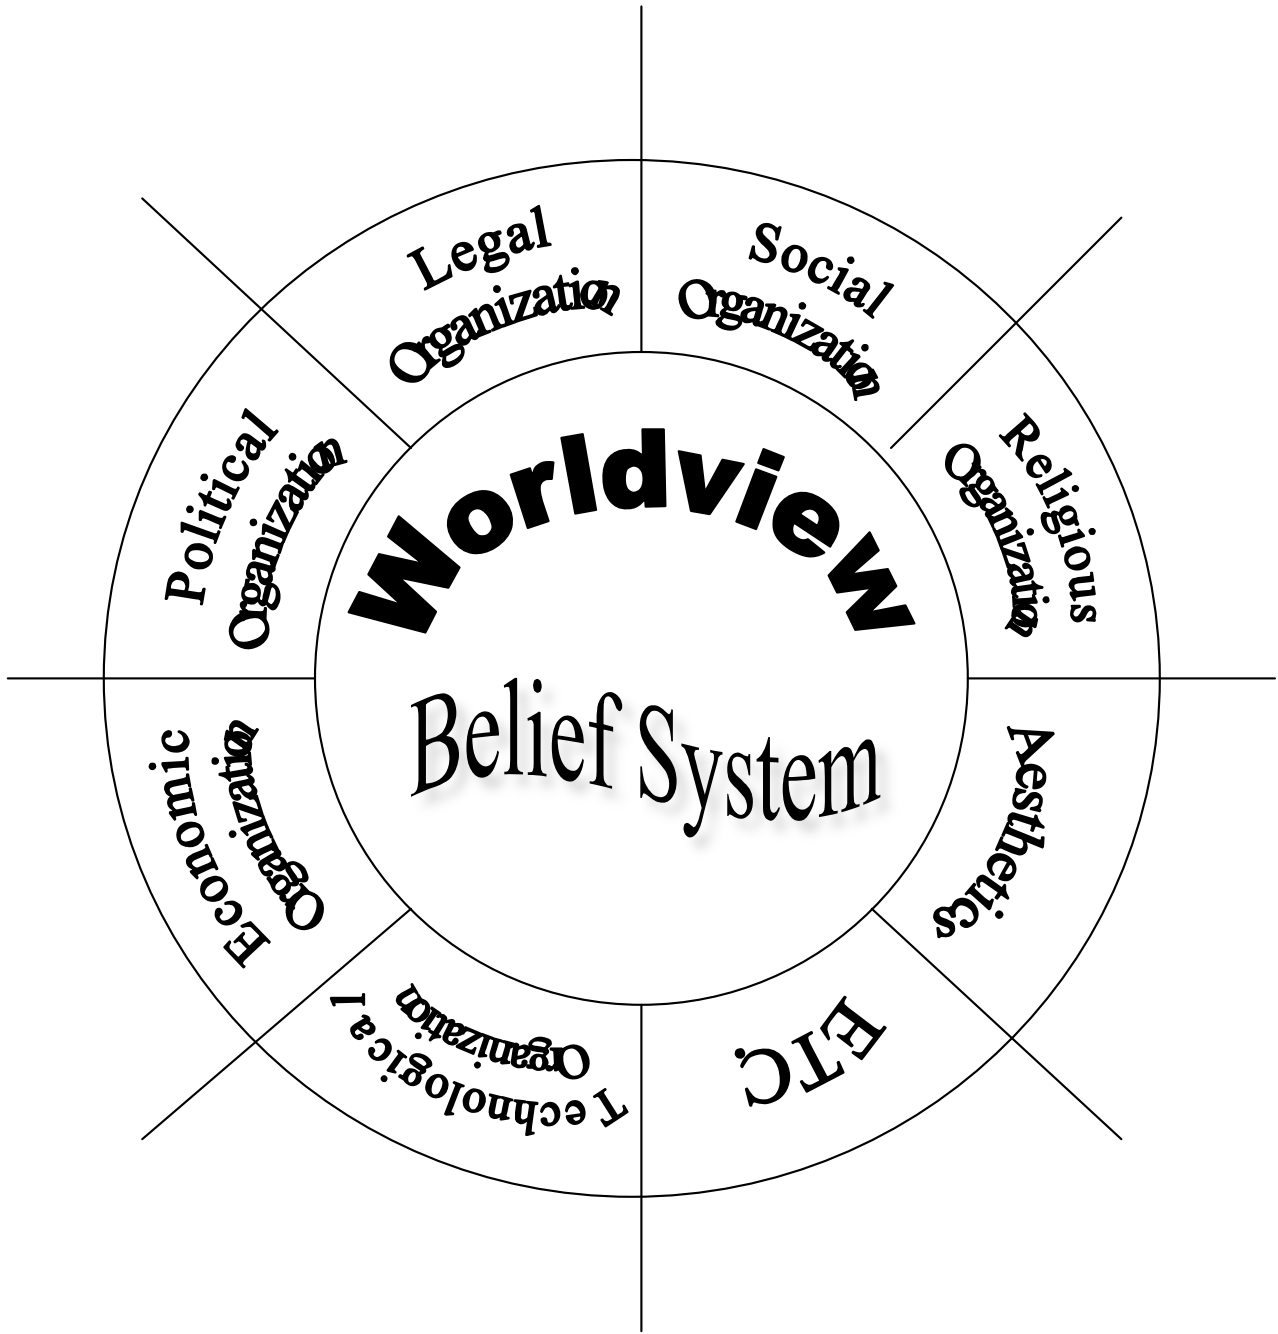 Legal
Organization
Social
Organization
Religious
Organization
Aesthetics
ETC.
Technological
Organization
Economic
Organization
Political
Organization
Worldview
Belief System